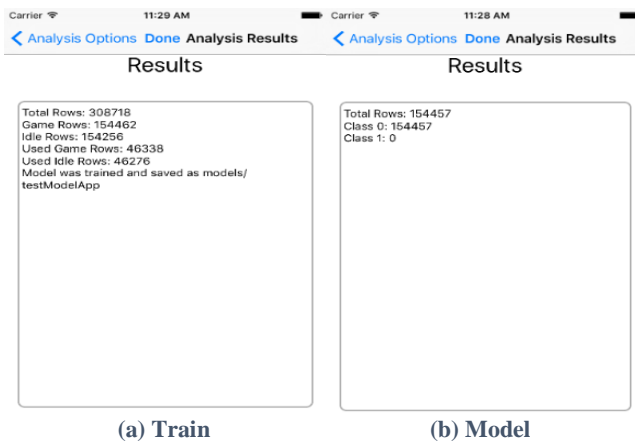 Carrier 11:29 AM
Analysis Options Done Analysis Results
Results
Total Rows: 308718
Game Rows: 154462
Idle Rows: 154256
Used Game Rows: 46338
Used Idle Rows: 46276
Model was trained and saved as models/
testModelApp
(a) Train
Carrier 11:28 AM
Analysis Options Done Analysis Results
Results
Total Rows: 154457
Class 0: 154457
Class 1: 0
(b) Model